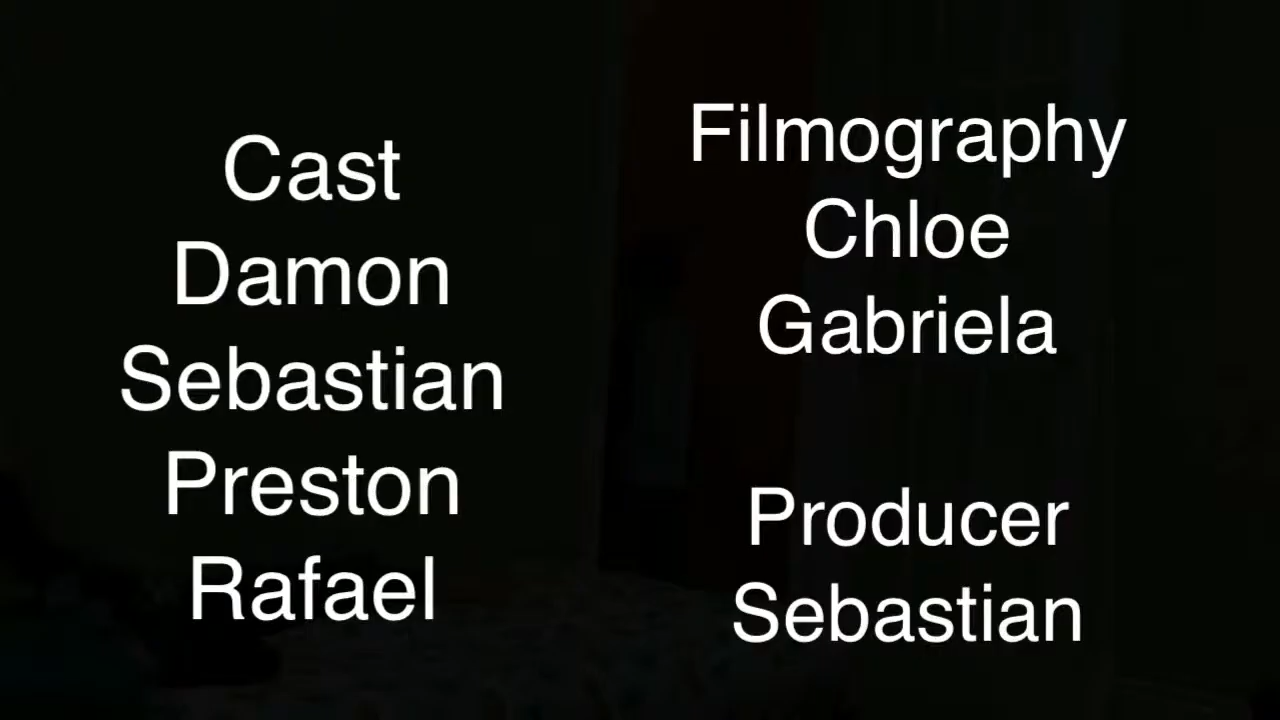 Cast
Damon
Sebastian
Preston
Rafael
Filmography
Chloe
Gabriela
Producer
Sebastian